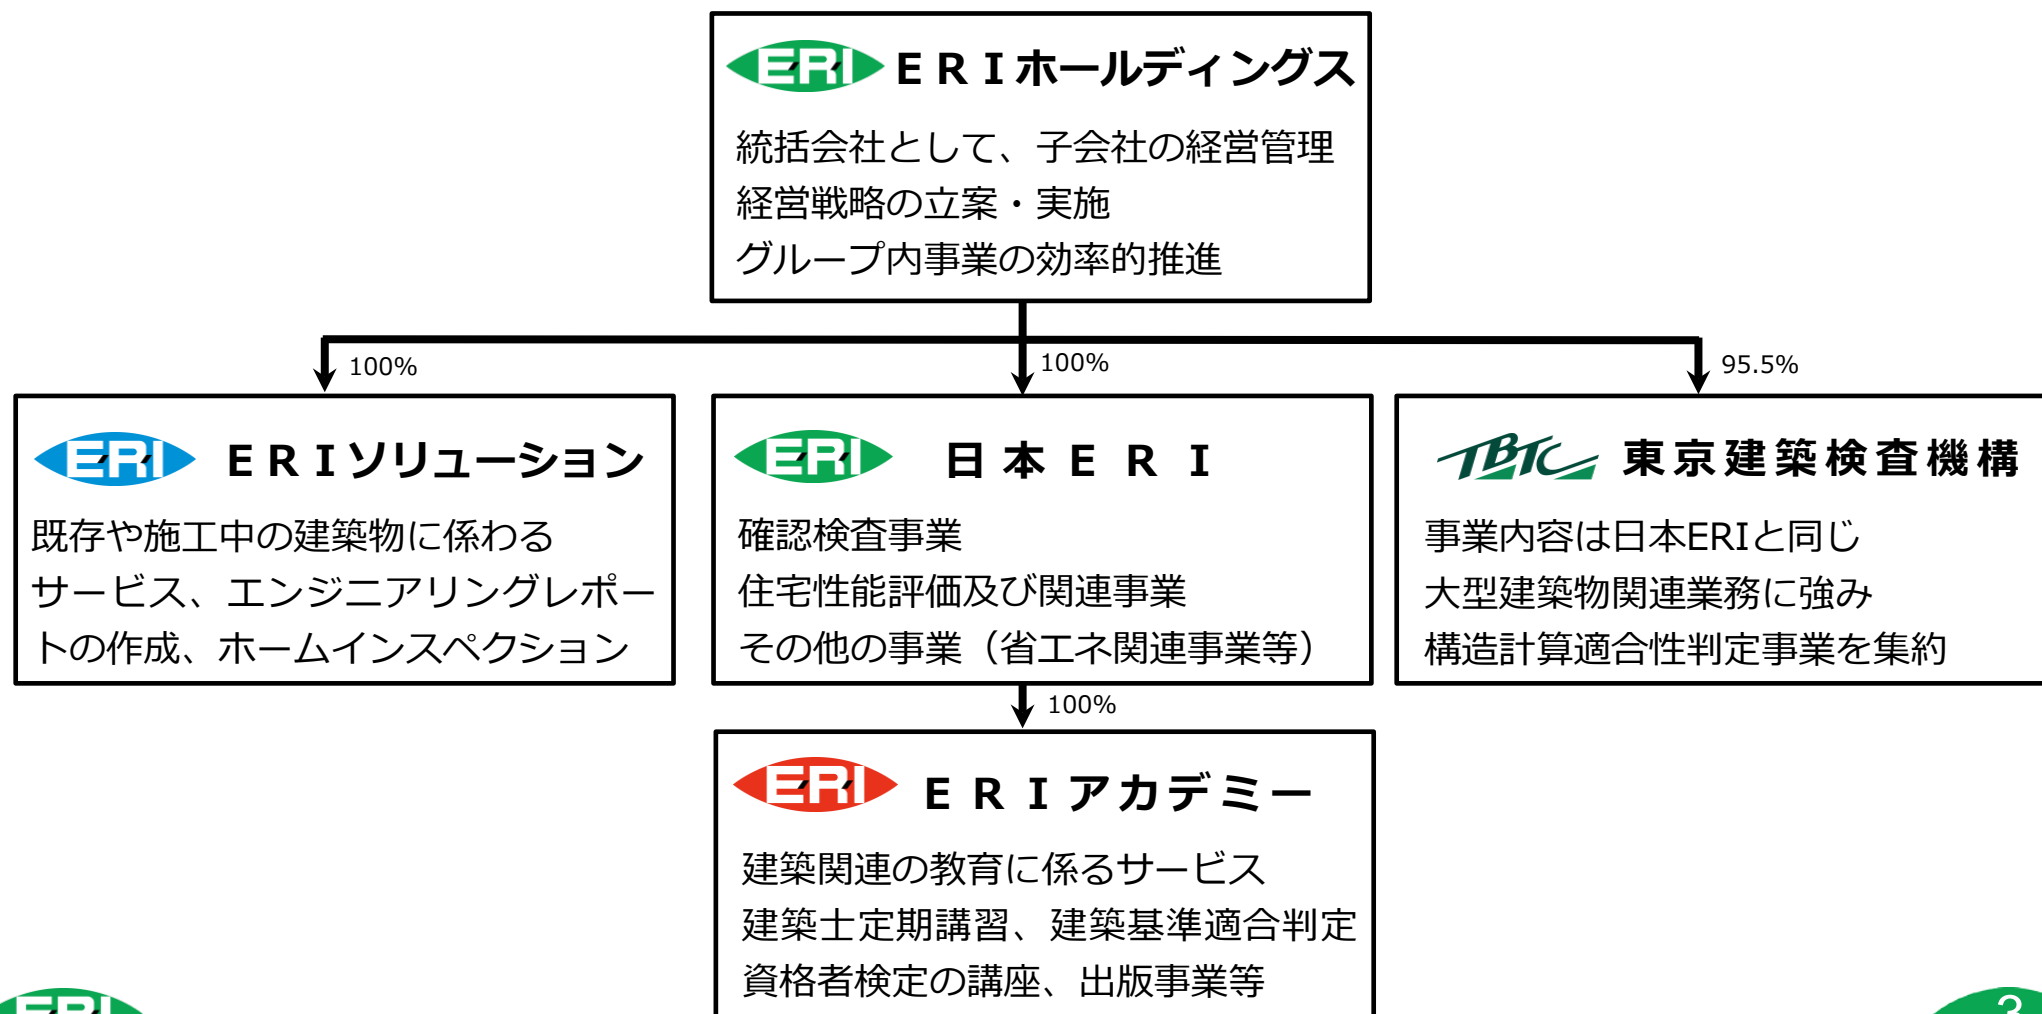 ERI ＥＲＩホールディングス
統括会社として、子会社の経営管理
経営戦略の立案・実施
グループ内事業の効率的推進
100%
100%
95.5%
ERI ＥＲＩソリューション
既存や施工中の建築物に係わる
サービス、エンジニアリングレポー
トの作成、ホームインスペクション
ERI 日本ＥＲＩ
確認検査事業
住宅性能評価及び関連事業
その他の事業（省エネ関連事業等）
TBTC 東京建築検査機構
事業内容は日本ERIと同じ
大型建築物関連業務に強み
構造計算適合性判定事業を集約
100%
ERI ＥＲＩアカデミー
建築関連の教育に係るサービス
建築士定期講習、建築基準適合判定
資格者検定の講座、出版事業等
ERI
3